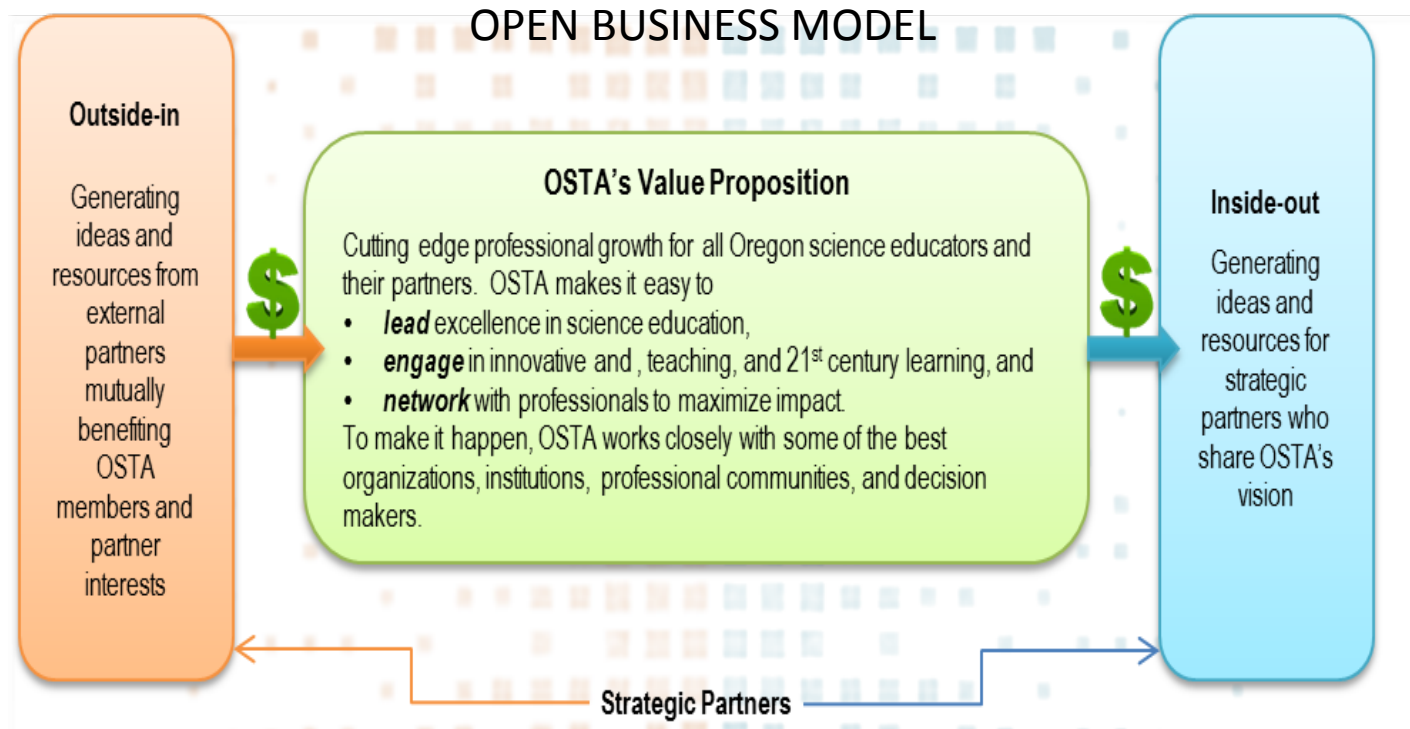 OPEN BUSINESS MODEL
Outside-in
Generating
ideas and
resources from
external
partners
mutually
benefiting
OSTA
members and
partner
interests
$
OSTA's Value Proposition
Cutting edge professional growth for all Oregon science educators and
their partners. OSTA makes it easy to
• lead excellence in science education,
• engage in innovative and , teaching, and 21st century learning, and
• network with professionals to maximize impact.
To make it happen, OSTA works closely with some of the best
organizations, institutions, professional communities, and decision
makers.
$
Inside-out
Generating
ideas and
resources for
strategic
partners who
share OSTA's
vision
Strategic Partners